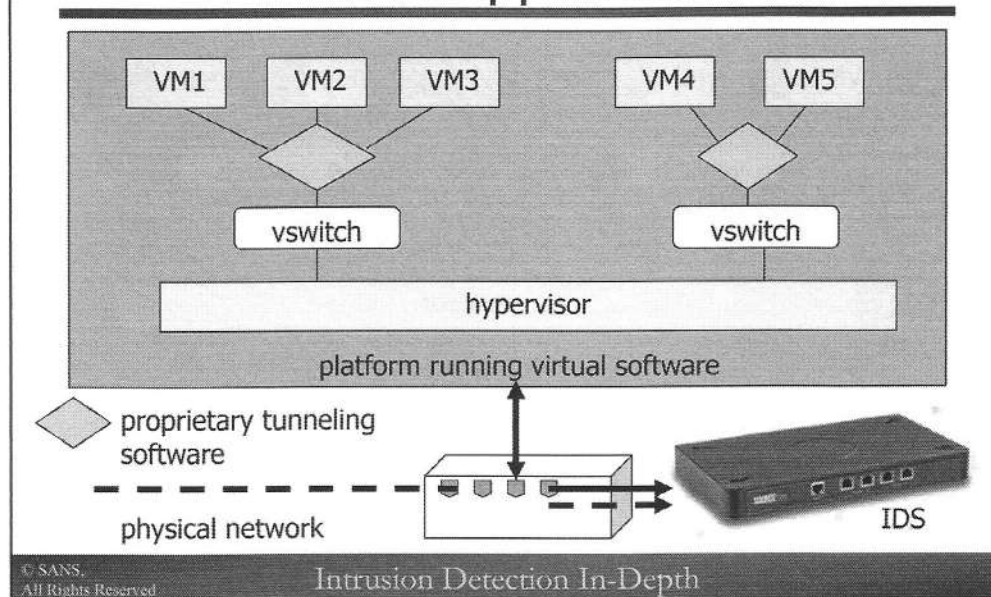 VM1 VM2 VM3 VM4 VM5
vswitch vswitch
hypervisor
platform running virtual software
proprietary tunneling
software
physical network
IDS
© SANS,
All Rights Reserved
Intrusion Detection In-Depth